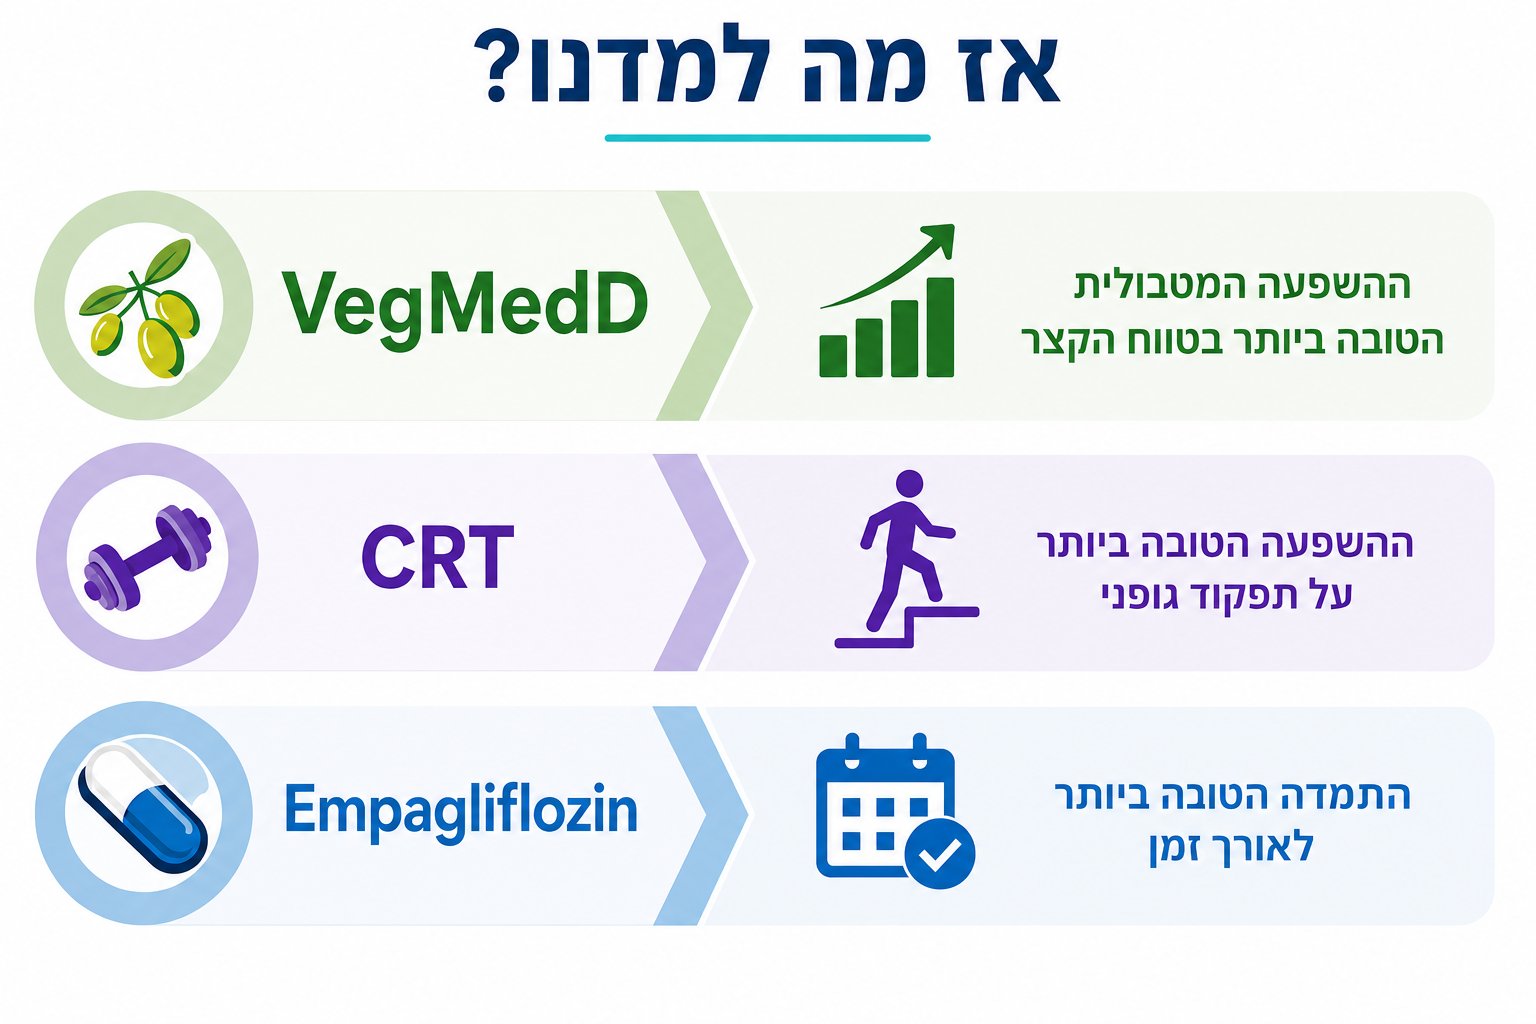 אז מה למדנו?
VegMedD
ההשפעה המטבולית
הטובה ביותר בטווח הקצר
CRT
ההשפעה הטובה ביותר
על תפקוד גופני
Empagliflozin
התמדה הטובה ביותר
לאורך זמן